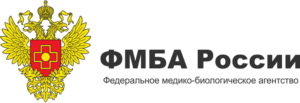 ФМБА России
Федеральное медико-биологическое агентство